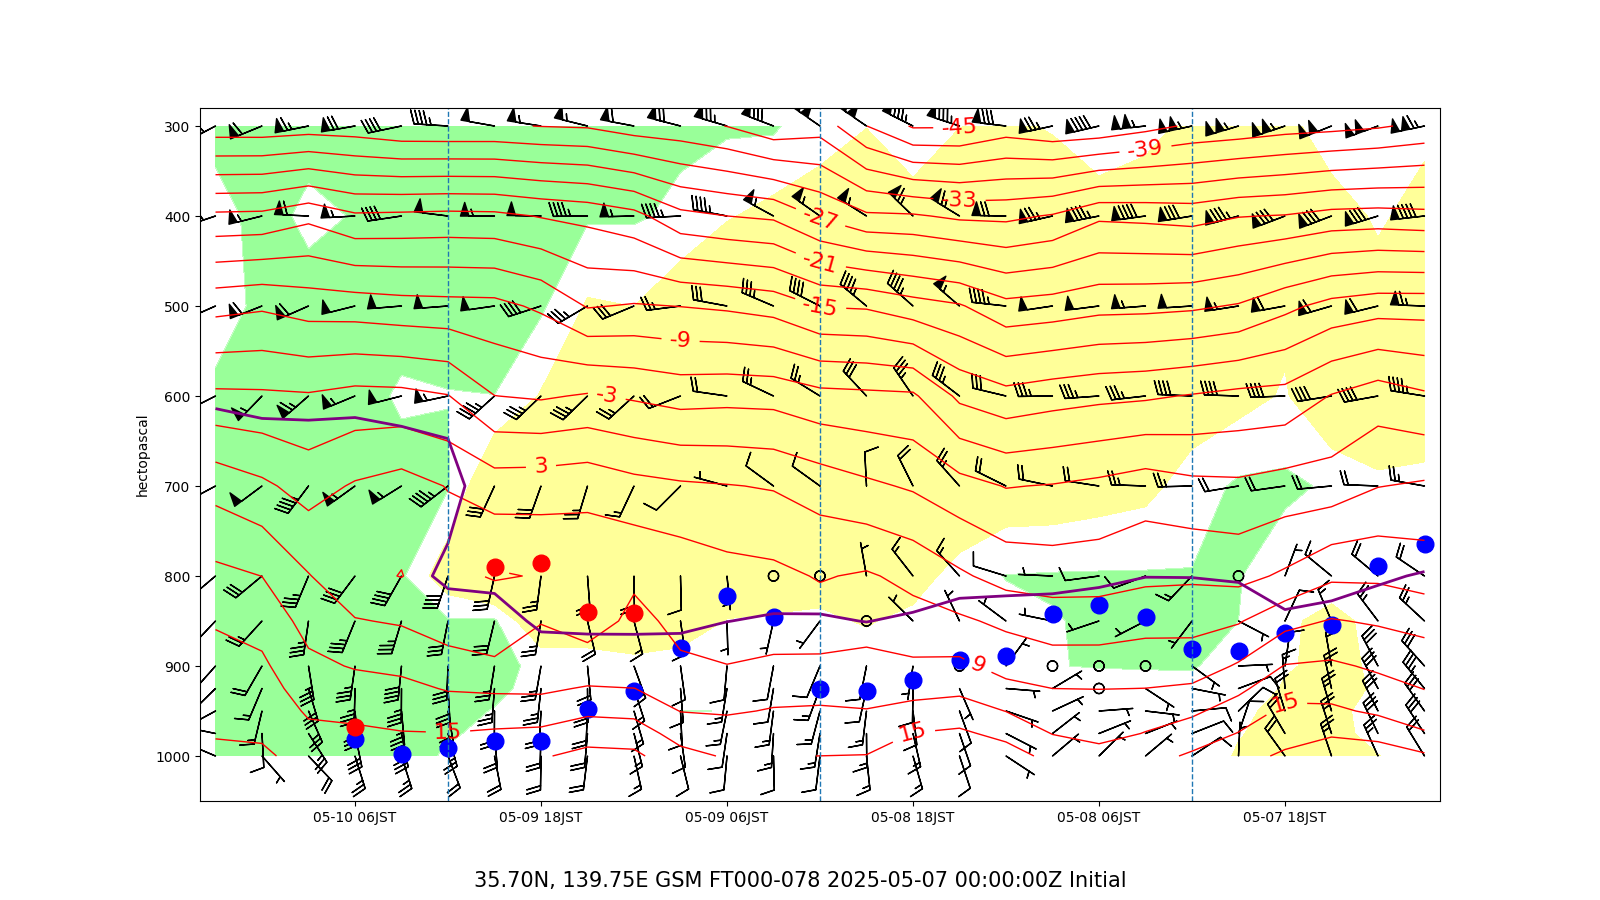 300
400
500
600
700
800
900
1000
hectopascal
-45
-39
-33
-27
-21
-15
-9
-3
3
9
15
15
15
05-10 06JST
05-09 18JST
05-09 06JST
05-08 18JST
05-08 06JST
05-07 18JST
35.70N, 139.75E GSM FT000-078 2025-05-07 00:00:00Z Initial